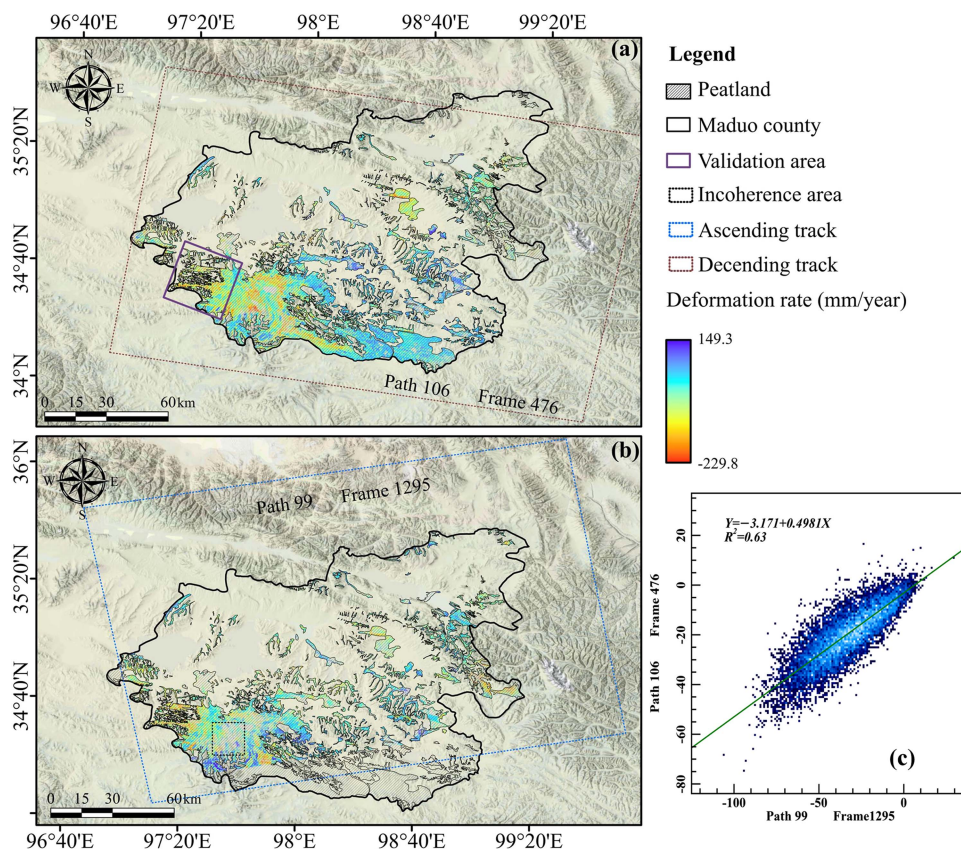 96°40'E 97°20'E 98°E 98°40'E 99°20'E
(a)
N
W E
S
35°20'N
34°40'N
34°N
Path 106 Frame 476
0 15 30 60km
Legend
Peatland
Maduo county
Validation area
Incoherence area
Ascending track
Decending track
Deformation rate (mm/year)
149.3
-229.8
(b)
N
W E
S
36°N
35°20'N
34°40'N
Path 99 Frame 1295
0 15 30 60km
96°40'E 97°20'E 98°E 98°40'E 99°20'E
Y=−3.171+0.4981X
R²=0.63
20
0
-20
-40
-60
-80
Path 106 Frame 476
(c)
-100 -50 0
Path 99 Frame1295